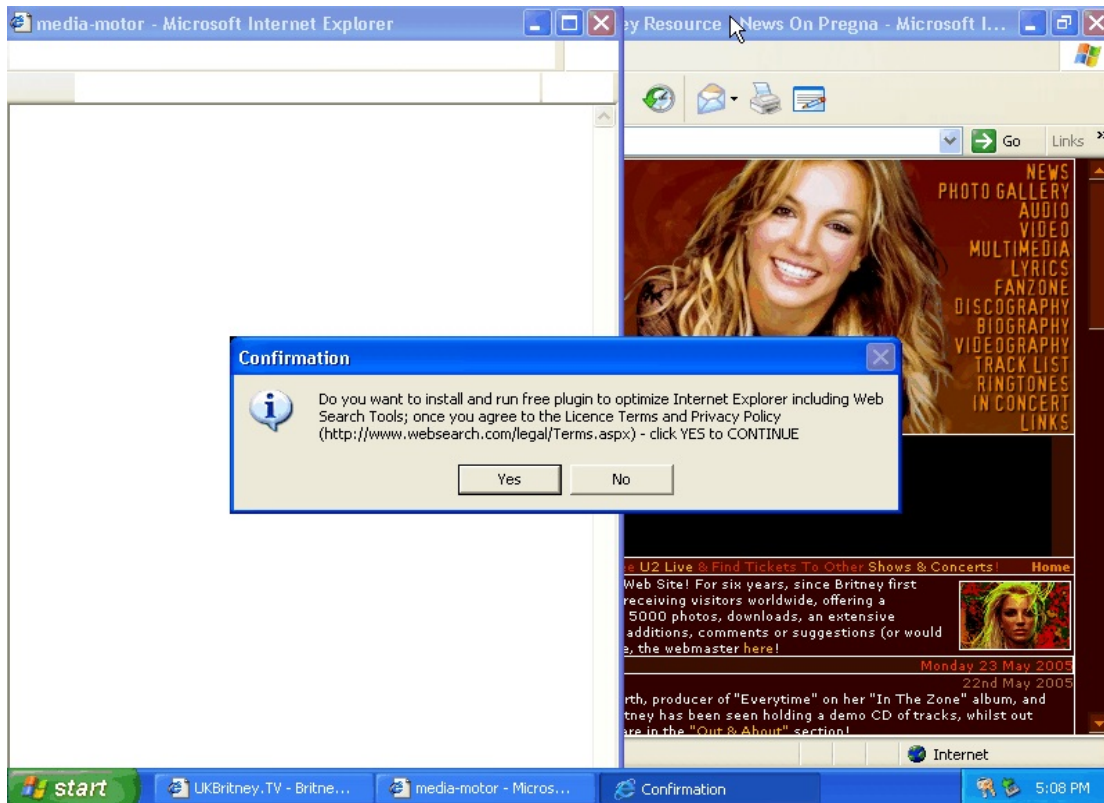 media-motor - Microsoft Internet Explorer
ey Resource - News On Pregna - Microsoft I...
Go
Links
»
NEWS
PHOTO GALLERY
AUDIO
VIDEO
MULTIMEDIA
LYRICS
FANZONE
DISCOGRAPHY
BIOGRAPHY
VIDEOGRAPHY
TRACK LIST
RINGTONES
IN CONCERT
LINKS
Confirmation
Do you want to install and run free plugin to optimize Internet Explorer including Web
Search Tools; once you agree to the Licence Terms and Privacy Policy
(http://www.websearch.com/legal/Terms.aspx) - click YES to CONTINUE
Yes
No
e U2 Live & Find Tickets To Other Shows & Concerts!
Home
Web Site! For six years, since Britney first
receiving visitors worldwide, offering a
5000 photos, downloads, an extensive
additions, comments or suggestions (or would
e, the webmaster here!
Monday 23 May 2005
22nd May 2005
rth, producer of "Everytime" on her "In The Zone" album, and
tney has been seen holding a demo CD of tracks, whilst out
are in the "Out & About" section!
Internet
start
UKBritney.TV - Britne...
media-motor - Micros...
Confirmation
5:08 PM